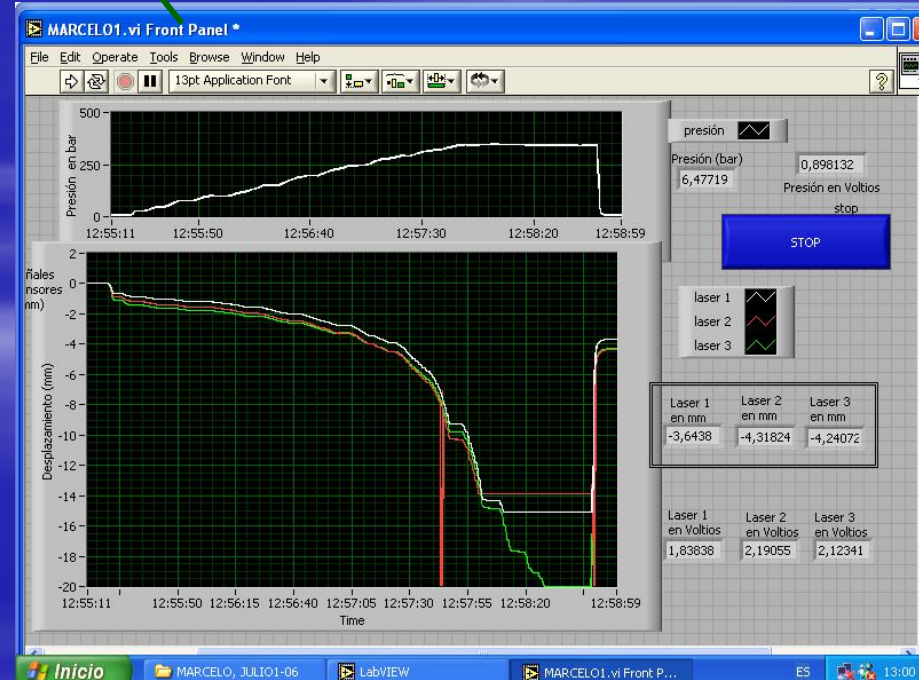 MARCELO1.vi Front Panel *
File Edit Operate Tools Browse Window Help
13pt Application Font
?
500
250
0
Presión en bar
12:55:11 12:55:50 12:56:40 12:57:30 12:58:20 12:58:59
presión
Presión (bar)
6,47719
0,898132
Presión en Voltios
stop
STOP
ñales
nsores
m)
2
0
-2
-4
-6
-8
-10
-12
-14
-16
-18
-20
Desplazamiento (mm)
12:55:11 12:55:50 12:56:15 12:56:40 12:57:05 12:57:30 12:57:55 12:58:20 12:58:59
Time
laser 1
laser 2
laser 3
Laser 1 Laser 2 Laser 3
en mm en mm en mm
-3,6438 -4,31824 -4,24072
Laser 1 Laser 2 Laser 3
en Voltios en Voltios en Voltios
1,83838 2,19055 2,12341
Inicio MARCELO, JULIO1-06 LabVIEW MARCELO1.vi Front P... ES 13:00